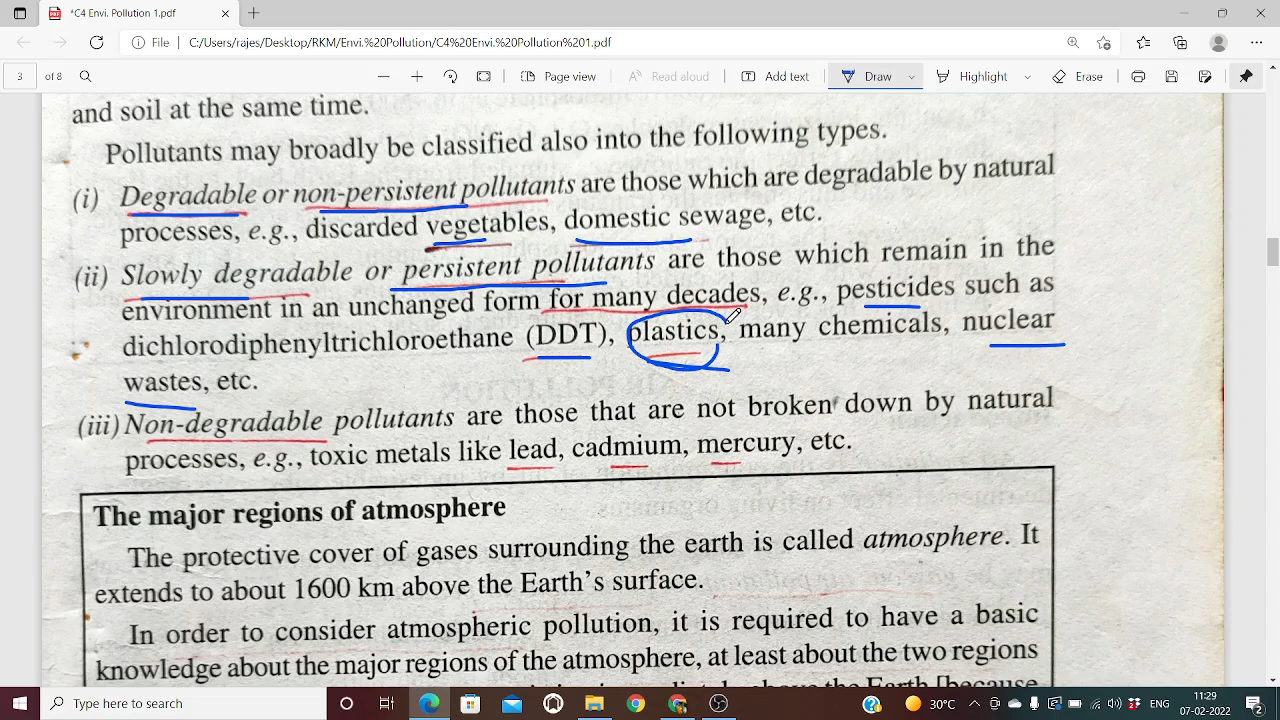 *C4 Envi. Pollution 1.pdf
File C:/Users/rajes/Desktop/RKM/Envi.%20Pollution/C4%20Envi.%20Pollution%201.pdf
3 of 8 Page view Read aloud Add text Draw Highlight Erase
and soil at the same time.
Pollutants may broadly be classified also into the following types.
(i) Degradable or non-persistent pollutants are those which are degradable by natural
processes, e.g., discarded vegetables, domestic sewage, etc.
(ii) Slowly degradable or persistent pollutants are those which remain in the
environment in an unchanged form for many decades, e.g., pesticides such as
dichlorodiphenyltrichloroethane (DDT), plastics, many chemicals, nuclear
wastes, etc.
(iii) Non-degradable pollutants are those that are not broken down by natural
processes, e.g., toxic metals like lead, cadmium, mercury, etc.
The major regions of atmosphere
The protective cover of gases surrounding the earth is called atmosphere. It
extends to about 1600 km above the Earth's surface.
In order to consider atmospheric pollution, it is required to have a basic
knowledge about the major regions of the atmosphere, at least about the two regions
above the Earth [because
Type here to search
30°C
ENG
11:29
07-02-2022
2